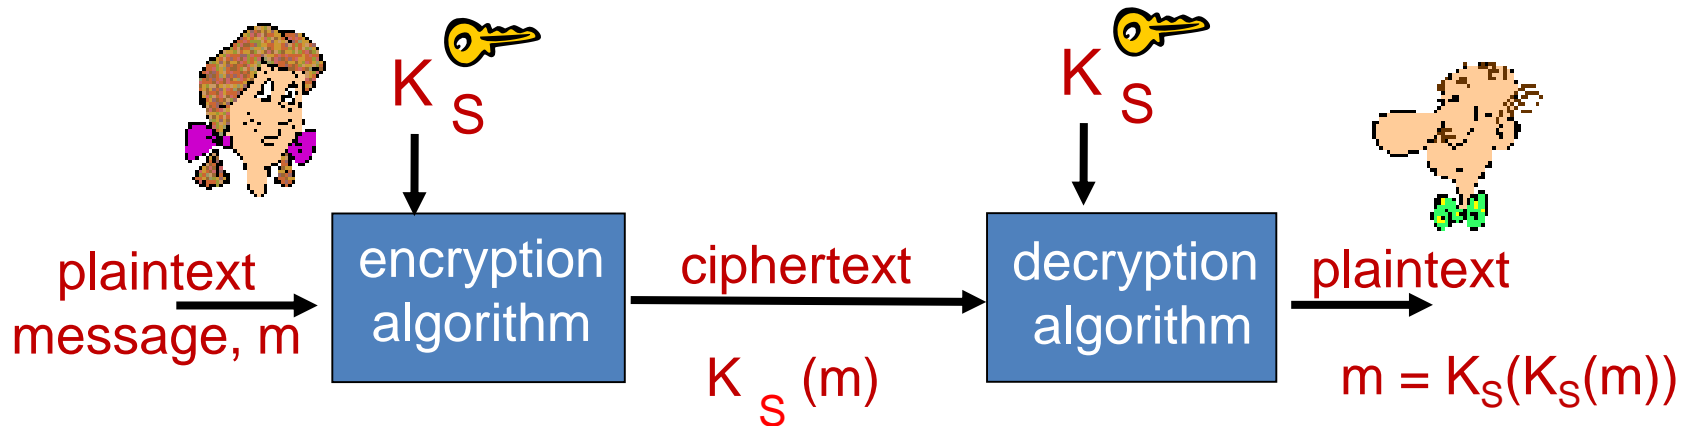 K S
K S
plaintext
message, m
encryption
algorithm
ciphertext
K S (m)
decryption
algorithm
plaintext
m = KS(KS(m))